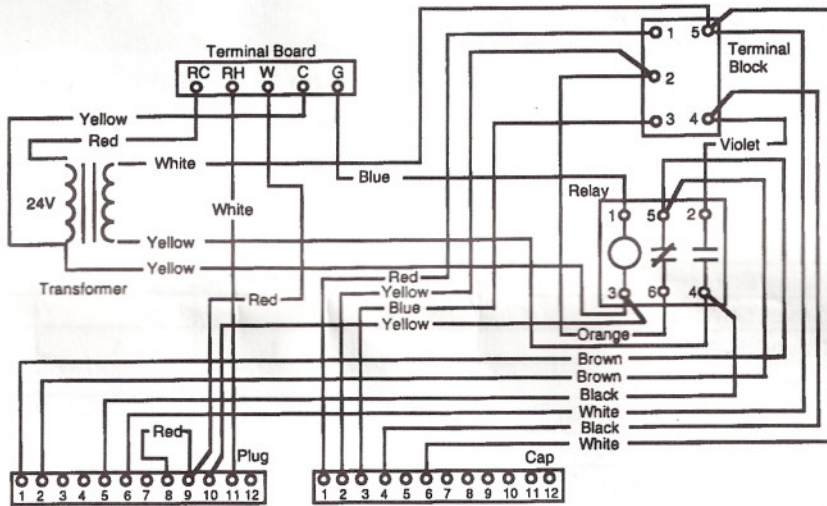 1 5
Terminal Board
Terminal
Block
RC RH W C G
2
Yellow
Red
3 4
White
Violet
Blue
Relay
24V
1 5 2
White
Yellow
Yellow
Transformer
Red
Red
Yellow
Blue
Yellow
3 6 4
Orange
Brown
Brown
Black
White
Black
White
Red
Plug
Cap
1 2 3 4 5 6 7 8 9 10 11 12
1 2 3 4 5 6 7 8 9 10 11 12